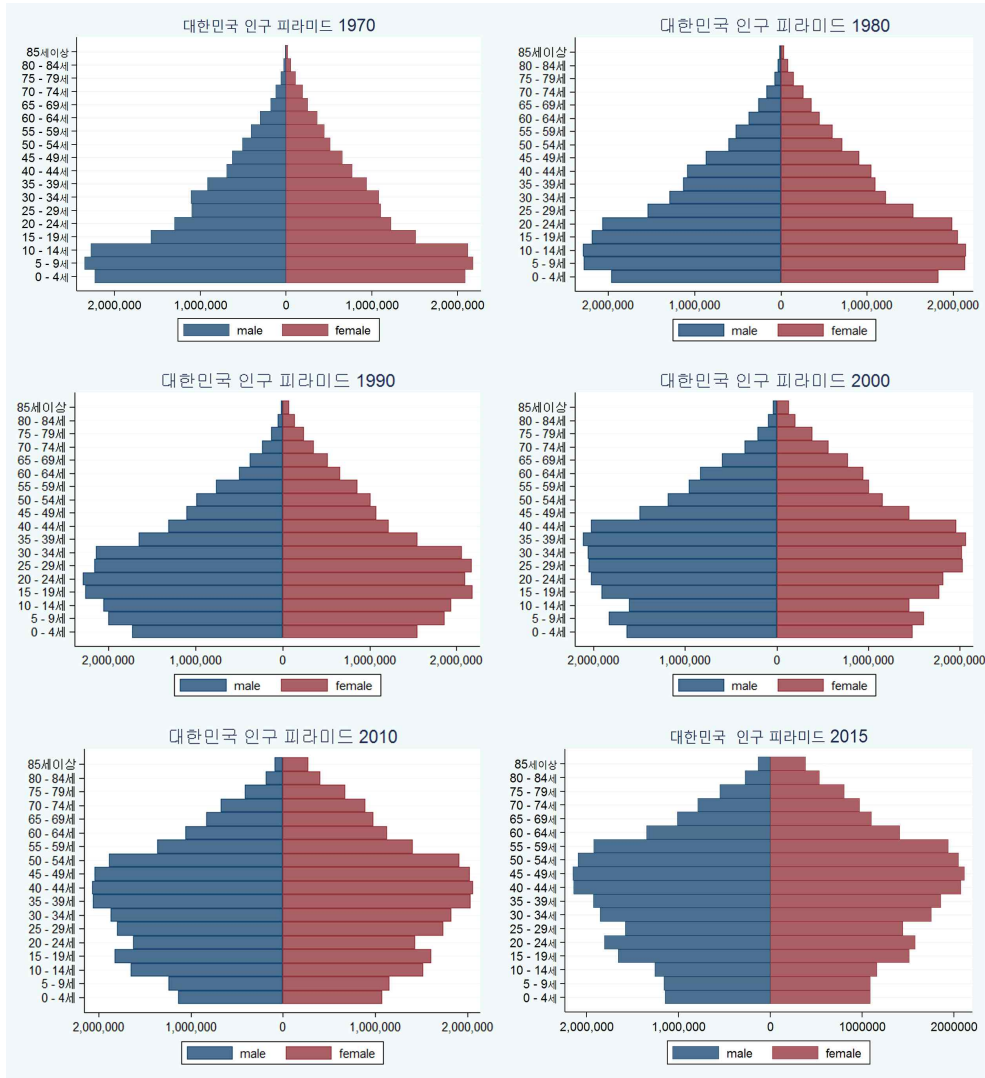 대한민국 인구 피라미드 1970
85세이상
80 - 84세
75 - 79세
70 - 74세
65 - 69세
60 - 64세
55 - 59세
50 - 54세
45 - 49세
40 - 44세
35 - 39세
30 - 34세
25 - 29세
20 - 24세
15 - 19세
10 - 14세
5 - 9세
0 - 4세
2,000,000 1,000,000 0 1,000,000 2,000,000
male female
대한민국 인구 피라미드 1980
85세이상
80 - 84세
75 - 79세
70 - 74세
65 - 69세
60 - 64세
55 - 59세
50 - 54세
45 - 49세
40 - 44세
35 - 39세
30 - 34세
25 - 29세
20 - 24세
15 - 19세
10 - 14세
5 - 9세
0 - 4세
2,000,000 1,000,000 0 1,000,000 2,000,000
male female
대한민국 인구 피라미드 1990
85세이상
80 - 84세
75 - 79세
70 - 74세
65 - 69세
60 - 64세
55 - 59세
50 - 54세
45 - 49세
40 - 44세
35 - 39세
30 - 34세
25 - 29세
20 - 24세
15 - 19세
10 - 14세
5 - 9세
0 - 4세
2,000,000 1,000,000 0 1,000,000 2,000,000
male female
대한민국 인구 피라미드 2000
85세이상
80 - 84세
75 - 79세
70 - 74세
65 - 69세
60 - 64세
55 - 59세
50 - 54세
45 - 49세
40 - 44세
35 - 39세
30 - 34세
25 - 29세
20 - 24세
15 - 19세
10 - 14세
5 - 9세
0 - 4세
2,000,000 1,000,000 0 1,000,000 2,000,000
male female
대한민국 인구 피라미드 2010
85세이상
80 - 84세
75 - 79세
70 - 74세
65 - 69세
60 - 64세
55 - 59세
50 - 54세
45 - 49세
40 - 44세
35 - 39세
30 - 34세
25 - 29세
20 - 24세
15 - 19세
10 - 14세
5 - 9세
0 - 4세
2,000,000 1,000,000 0 1,000,000 2,000,000
male female
대한민국 인구 피라미드 2015
85세이상
80 - 84세
75 - 79세
70 - 74세
65 - 69세
60 - 64세
55 - 59세
50 - 54세
45 - 49세
40 - 44세
35 - 39세
30 - 34세
25 - 29세
20 - 24세
15 - 19세
10 - 14세
5 - 9세
0 - 4세
2,000,000 1,000,000 0 1000000 2000000
male female